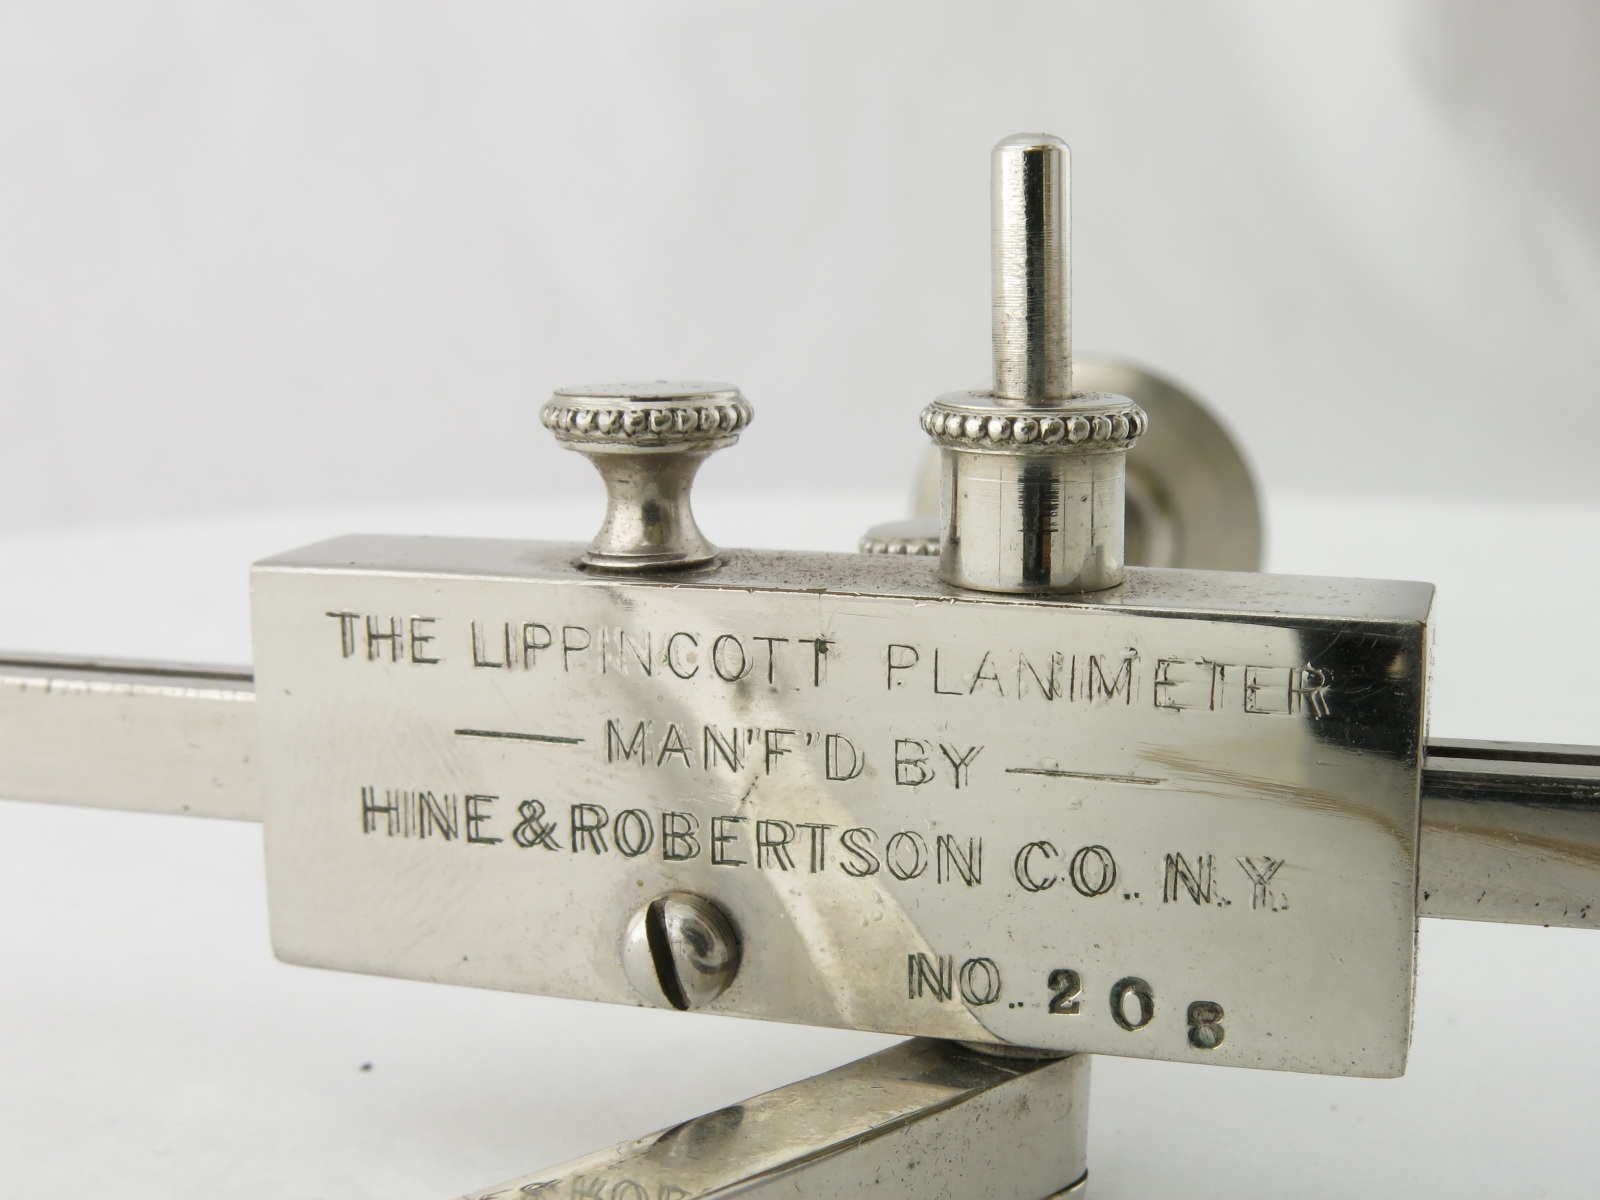 THE LIPPINCOTT PLANIMETER
MAN'F'D BY
HINE & ROBERTSON CO. N.Y.
NO. 208